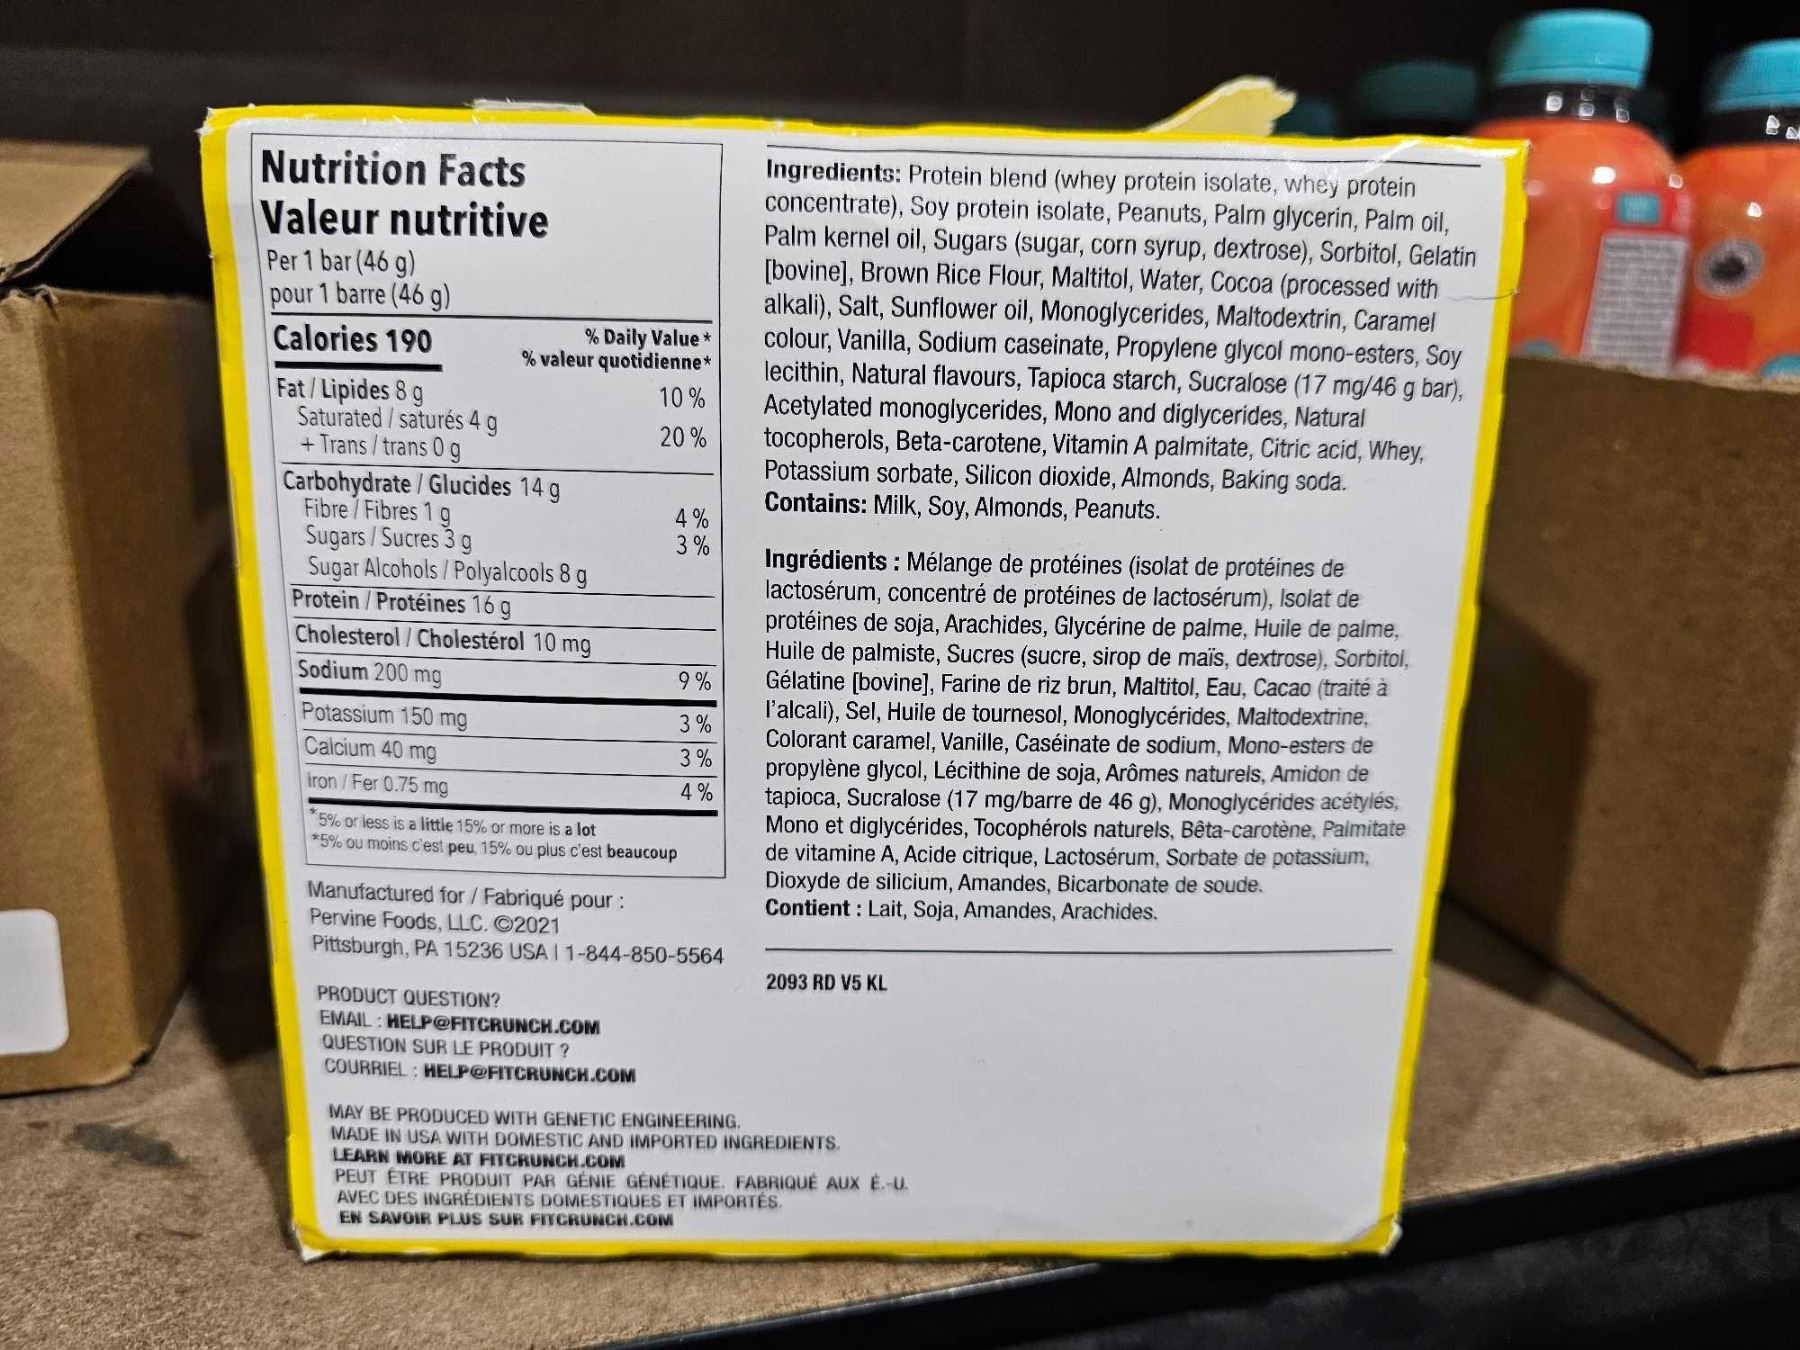 Nutrition Facts
Valeur nutritive
Per 1 bar (46 g)
pour 1 barre (46 g)
Calories 190
% Daily Value *
% valeur quotidienne*
Fat / Lipides 8 g 10 %
Saturated / saturés 4 g
+ Trans / trans 0 g 20 %
Carbohydrate / Glucides 14 g
Fibre / Fibres 1 g 4 %
Sugars / Sucres 3 g 3 %
Sugar Alcohols / Polyalcools 8 g
Protein / Protéines 16 g
Cholesterol / Cholestérol 10 mg
Sodium 200 mg 9 %
Potassium 150 mg 3 %
Calcium 40 mg 3 %
Iron / Fer 0.75 mg 4 %
*5% or less is a little 15% or more is a lot
*5% ou moins c'est peu, 15% ou plus c'est beaucoup
Manufactured for / Fabriqué pour :
Pervine Foods, LLC. ©2021
Pittsburgh, PA 15236 USA | 1-844-850-5564
PRODUCT QUESTION?
EMAIL : HELP@FITCRUNCH.COM
QUESTION SUR LE PRODUIT ?
COURRIEL : HELP@FITCRUNCH.COM
MAY BE PRODUCED WITH GENETIC ENGINEERING.
MADE IN USA WITH DOMESTIC AND IMPORTED INGREDIENTS.
LEARN MORE AT FITCRUNCH.COM
PEUT ÊTRE PRODUIT PAR GÉNIE GÉNÉTIQUE. FABRIQUÉ AUX É.-U.
AVEC DES INGRÉDIENTS DOMESTIQUES ET IMPORTÉS.
EN SAVOIR PLUS SUR FITCRUNCH.COM
Ingredients: Protein blend (whey protein isolate, whey protein
concentrate), Soy protein isolate, Peanuts, Palm glycerin, Palm oil,
Palm kernel oil, Sugars (sugar, corn syrup, dextrose), Sorbitol, Gelatin
[bovine], Brown Rice Flour, Maltitol, Water, Cocoa (processed with
alkali), Salt, Sunflower oil, Monoglycerides, Maltodextrin, Caramel
colour, Vanilla, Sodium caseinate, Propylene glycol mono-esters, Soy
lecithin, Natural flavours, Tapioca starch, Sucralose (17 mg/46 g bar),
Acetylated monoglycerides, Mono and diglycerides, Natural
tocopherols, Beta-carotene, Vitamin A palmitate, Citric acid, Whey,
Potassium sorbate, Silicon dioxide, Almonds, Baking soda.
Contains: Milk, Soy, Almonds, Peanuts.
Ingrédients : Mélange de protéines (isolat de protéines de
lactosérum, concentré de protéines de lactosérum), Isolat de
protéines de soja, Arachides, Glycérine de palme, Huile de palme,
Huile de palmiste, Sucres (sucre, sirop de maïs, dextrose), Sorbitol,
Gélatine [bovine], Farine de riz brun, Maltitol, Eau, Cacao (traité à
l'alcali), Sel, Huile de tournesol, Monoglycérides, Maltodextrine,
Colorant caramel, Vanille, Caséinate de sodium, Mono-esters de
propylène glycol, Lécithine de soja, Arômes naturels, Amidon de
tapioca, Sucralose (17 mg/barre de 46 g), Monoglycérides acétylés,
Mono et diglycérides, Tocophérols naturels, Bêta-carotène, Palmitate
de vitamine A, Acide citrique, Lactosérum, Sorbate de potassium,
Dioxyde de silicium, Amandes, Bicarbonate de soude.
Contient : Lait, Soja, Amandes, Arachides.
2093 RD V5 KL